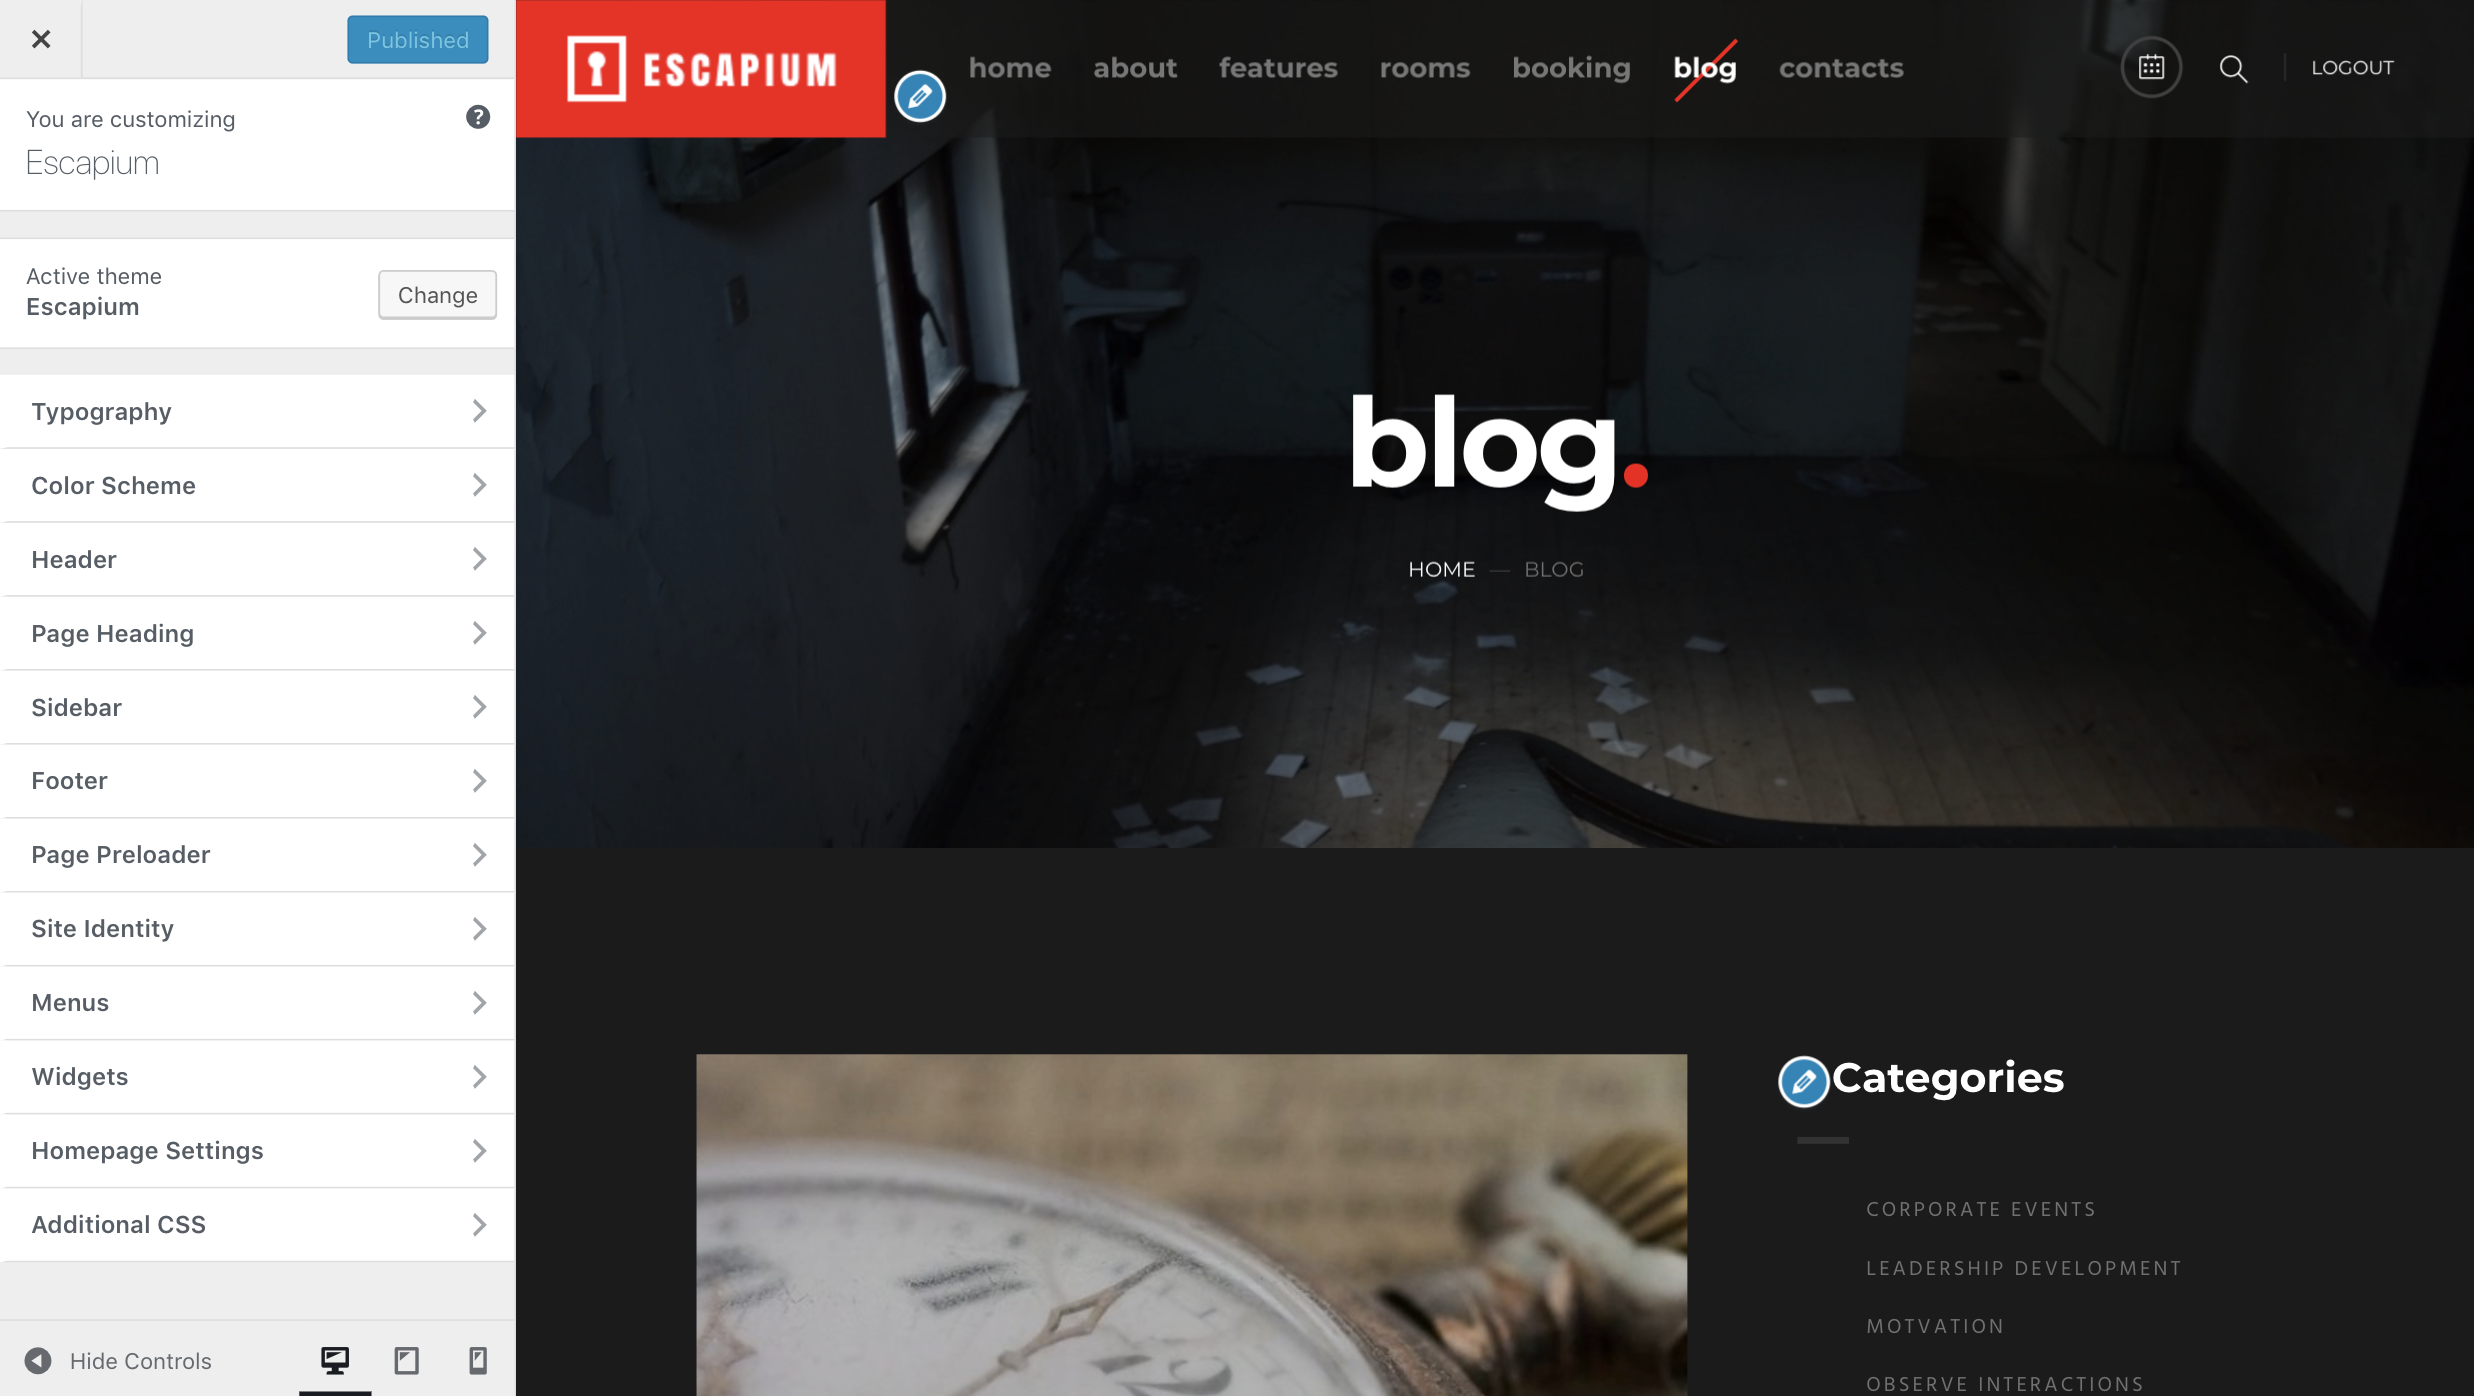 Published
You are customizing
Escapium
Active theme
Escapium
Change
Typography
Color Scheme
Header
Page Heading
Sidebar
Footer
Page Preloader
Site Identity
Menus
Widgets
Homepage Settings
Additional CSS
Hide Controls
ESCAPIUM
home about features rooms booking blog contacts
LOGOUT
blog.
HOME — BLOG
Categories
CORPORATE EVENTS
LEADERSHIP DEVELOPMENT
MOTVATION
OBSERVE INTERACTIONS